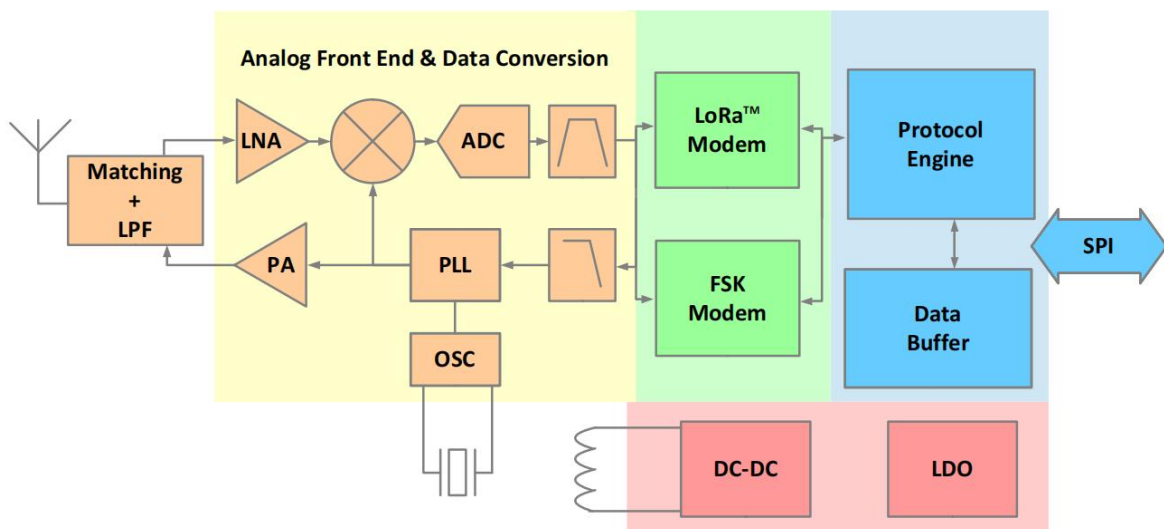 Analog Front End & Data Conversion
LNA
ADC
LoRa™
Modem
Protocol
Engine
Matching
+
LPF
PA
PLL
FSK
Modem
SPI
Data
Buffer
OSC
DC-DC
LDO